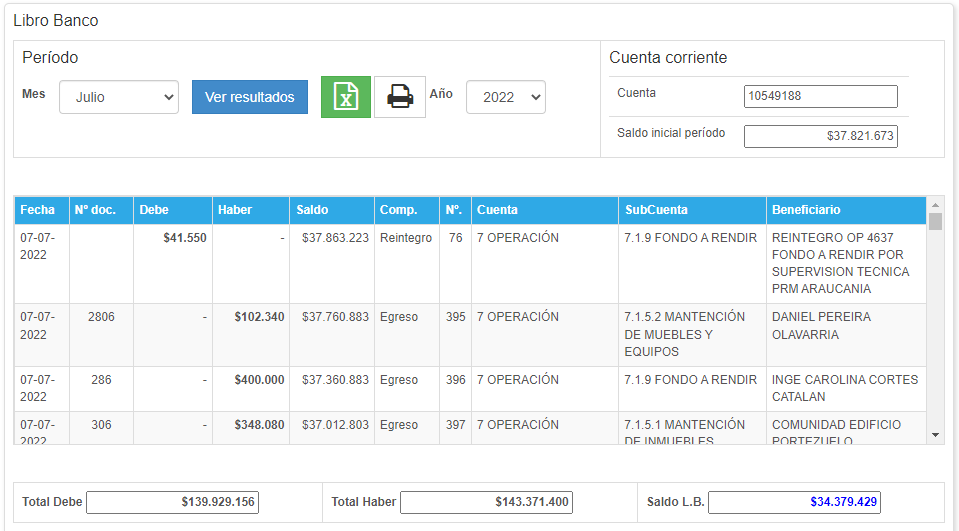 Libro Banco
Período
Mes Julio Ver resultados Año 2022
Cuenta corriente
Cuenta 10549188
Saldo inicial período $37.821.673
Fecha Nº doc. Debe Haber Saldo Comp. Nº. Cuenta SubCuenta Beneficiario
07-07- $41.550 - $37.863.223 Reintegro 76 7 OPERACIÓN 7.1.9 FONDO A RENDIR REINTEGRO OP 4637
2022 FONDO A RENDIR POR
SUPERVISION TECNICA
PRM ARAUCANIA
07-07- 2806 - $102.340 $37.760.883 Egreso 395 7 OPERACIÓN 7.1.5.2 MANTENCIÓN DANIEL PEREIRA
2022 DE MUEBLES Y OLAVARRIA
EQUIPOS
07-07- 286 - $400.000 $37.360.883 Egreso 396 7 OPERACIÓN 7.1.9 FONDO A RENDIR INGE CAROLINA CORTES
2022 CATALAN
07-07- 306 - $348.080 $37.012.803 Egreso 397 7 OPERACIÓN 7.1.5.1 MANTENCIÓN COMUNIDAD EDIFICIO
2022 DE INMUEBLES PORTEZUELO
Total Debe $139.929.156 Total Haber $143.371.400 Saldo L.B. $34.379.429